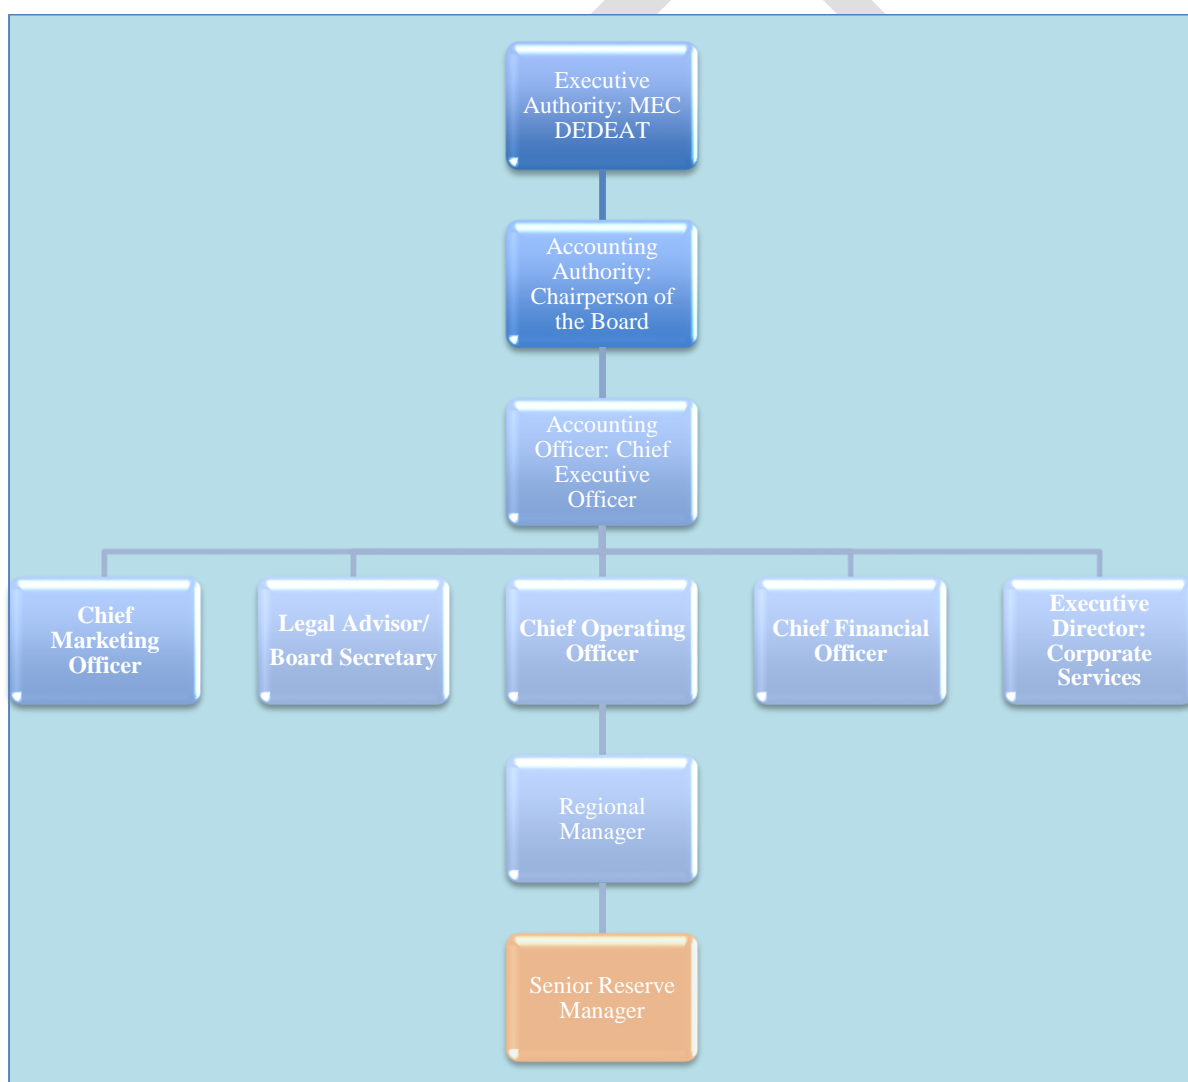 Executive
Authority: MEC
DEDEAT
Accounting
Authority:
Chairperson of
the Board
Accounting
Officer: Chief
Executive
Officer
Chief
Marketing
Officer
Legal Advisor/
Board Secretary
Chief Operating
Officer
Chief Financial
Officer
Executive
Director:
Corporate
Services
Regional
Manager
Senior Reserve
Manager